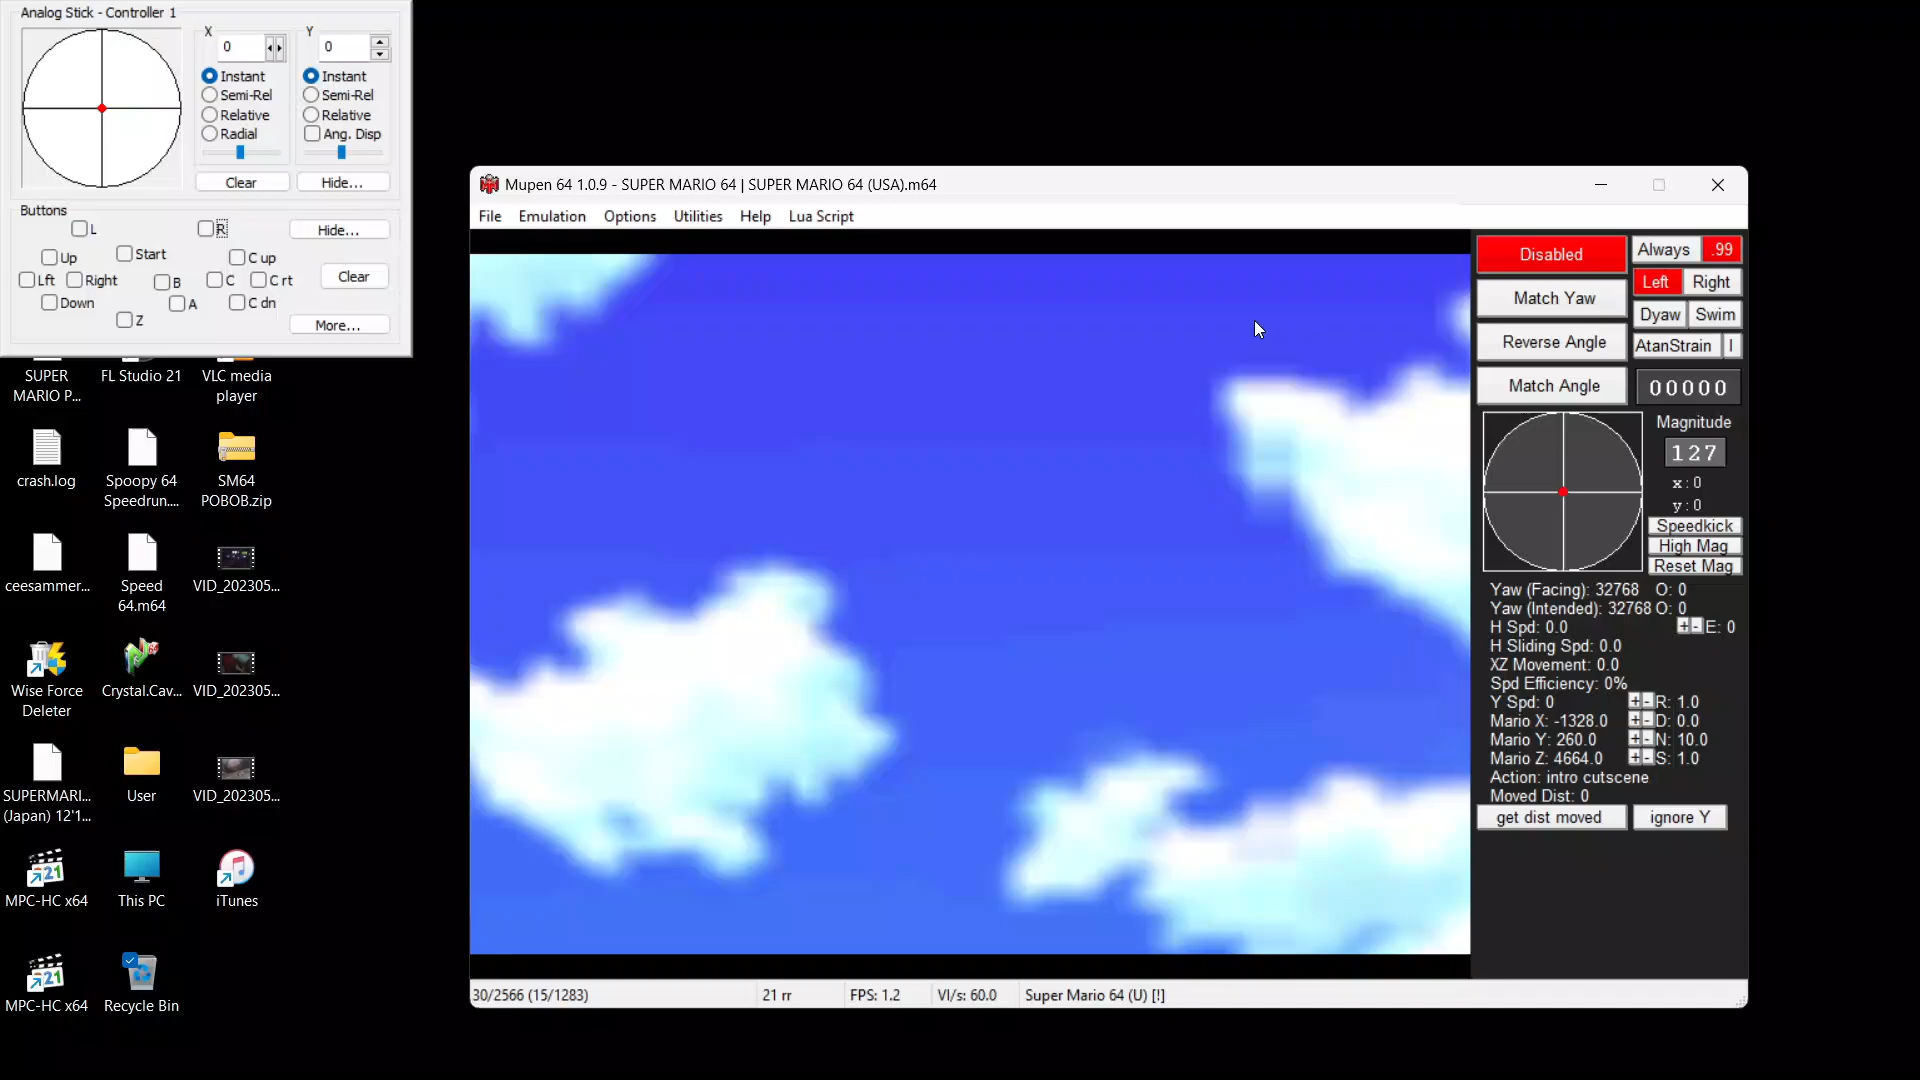 Analog Stick - Controller 1
X
Y
0
0
Instant
Instant
Semi-Rel
Semi-Rel
Relative
Relative
Radial
Ang. Disp
Clear
Hide...
Buttons
L
R
Hide...
Up
Start
C up
Lft
Right
B
C
C rt
Clear
Down
A
C dn
Z
More...
SUPER
MARIO P...
FL Studio 21
VLC media
player
crash.log
Spoopy 64
Speedrun....
SM64
POBOB.zip
ceesammer...
Speed
64.m64
VID_202305...
Wise Force
Deleter
Crystal.Cav...
VID_202305...
SUPERMARI...
(Japan) 12'1...
User
VID_202305...
MPC-HC x64
This PC
iTunes
MPC-HC x64
Recycle Bin
Mupen 64 1.0.9 - SUPER MARIO 64 | SUPER MARIO 64 (USA).m64
File Emulation Options Utilities Help Lua Script
Disabled
Always .99
Match Yaw
Left Right
Dyaw Swim
Reverse Angle
AtanStrain I
Match Angle
00000
Magnitude
127
x:0
y:0
Speedkick
High Mag
Reset Mag
Yaw (Facing): 32768 O: 0
Yaw (Intended): 32768 O: 0
H Spd: 0.0 + - E: 0
H Sliding Spd: 0.0
XZ Movement: 0.0
Spd Efficiency: 0%
Y Spd: 0 + - R: 1.0
Mario X: -1328.0 + - D: 0.0
Mario Y: 260.0 + - N: 10.0
Mario Z: 4664.0 + - S: 1.0
Action: intro cutscene
Moved Dist: 0
get dist moved ignore Y
30/2566 (15/1283) 21 rr FPS: 1.2 VI/s: 60.0 Super Mario 64 (U) [!]